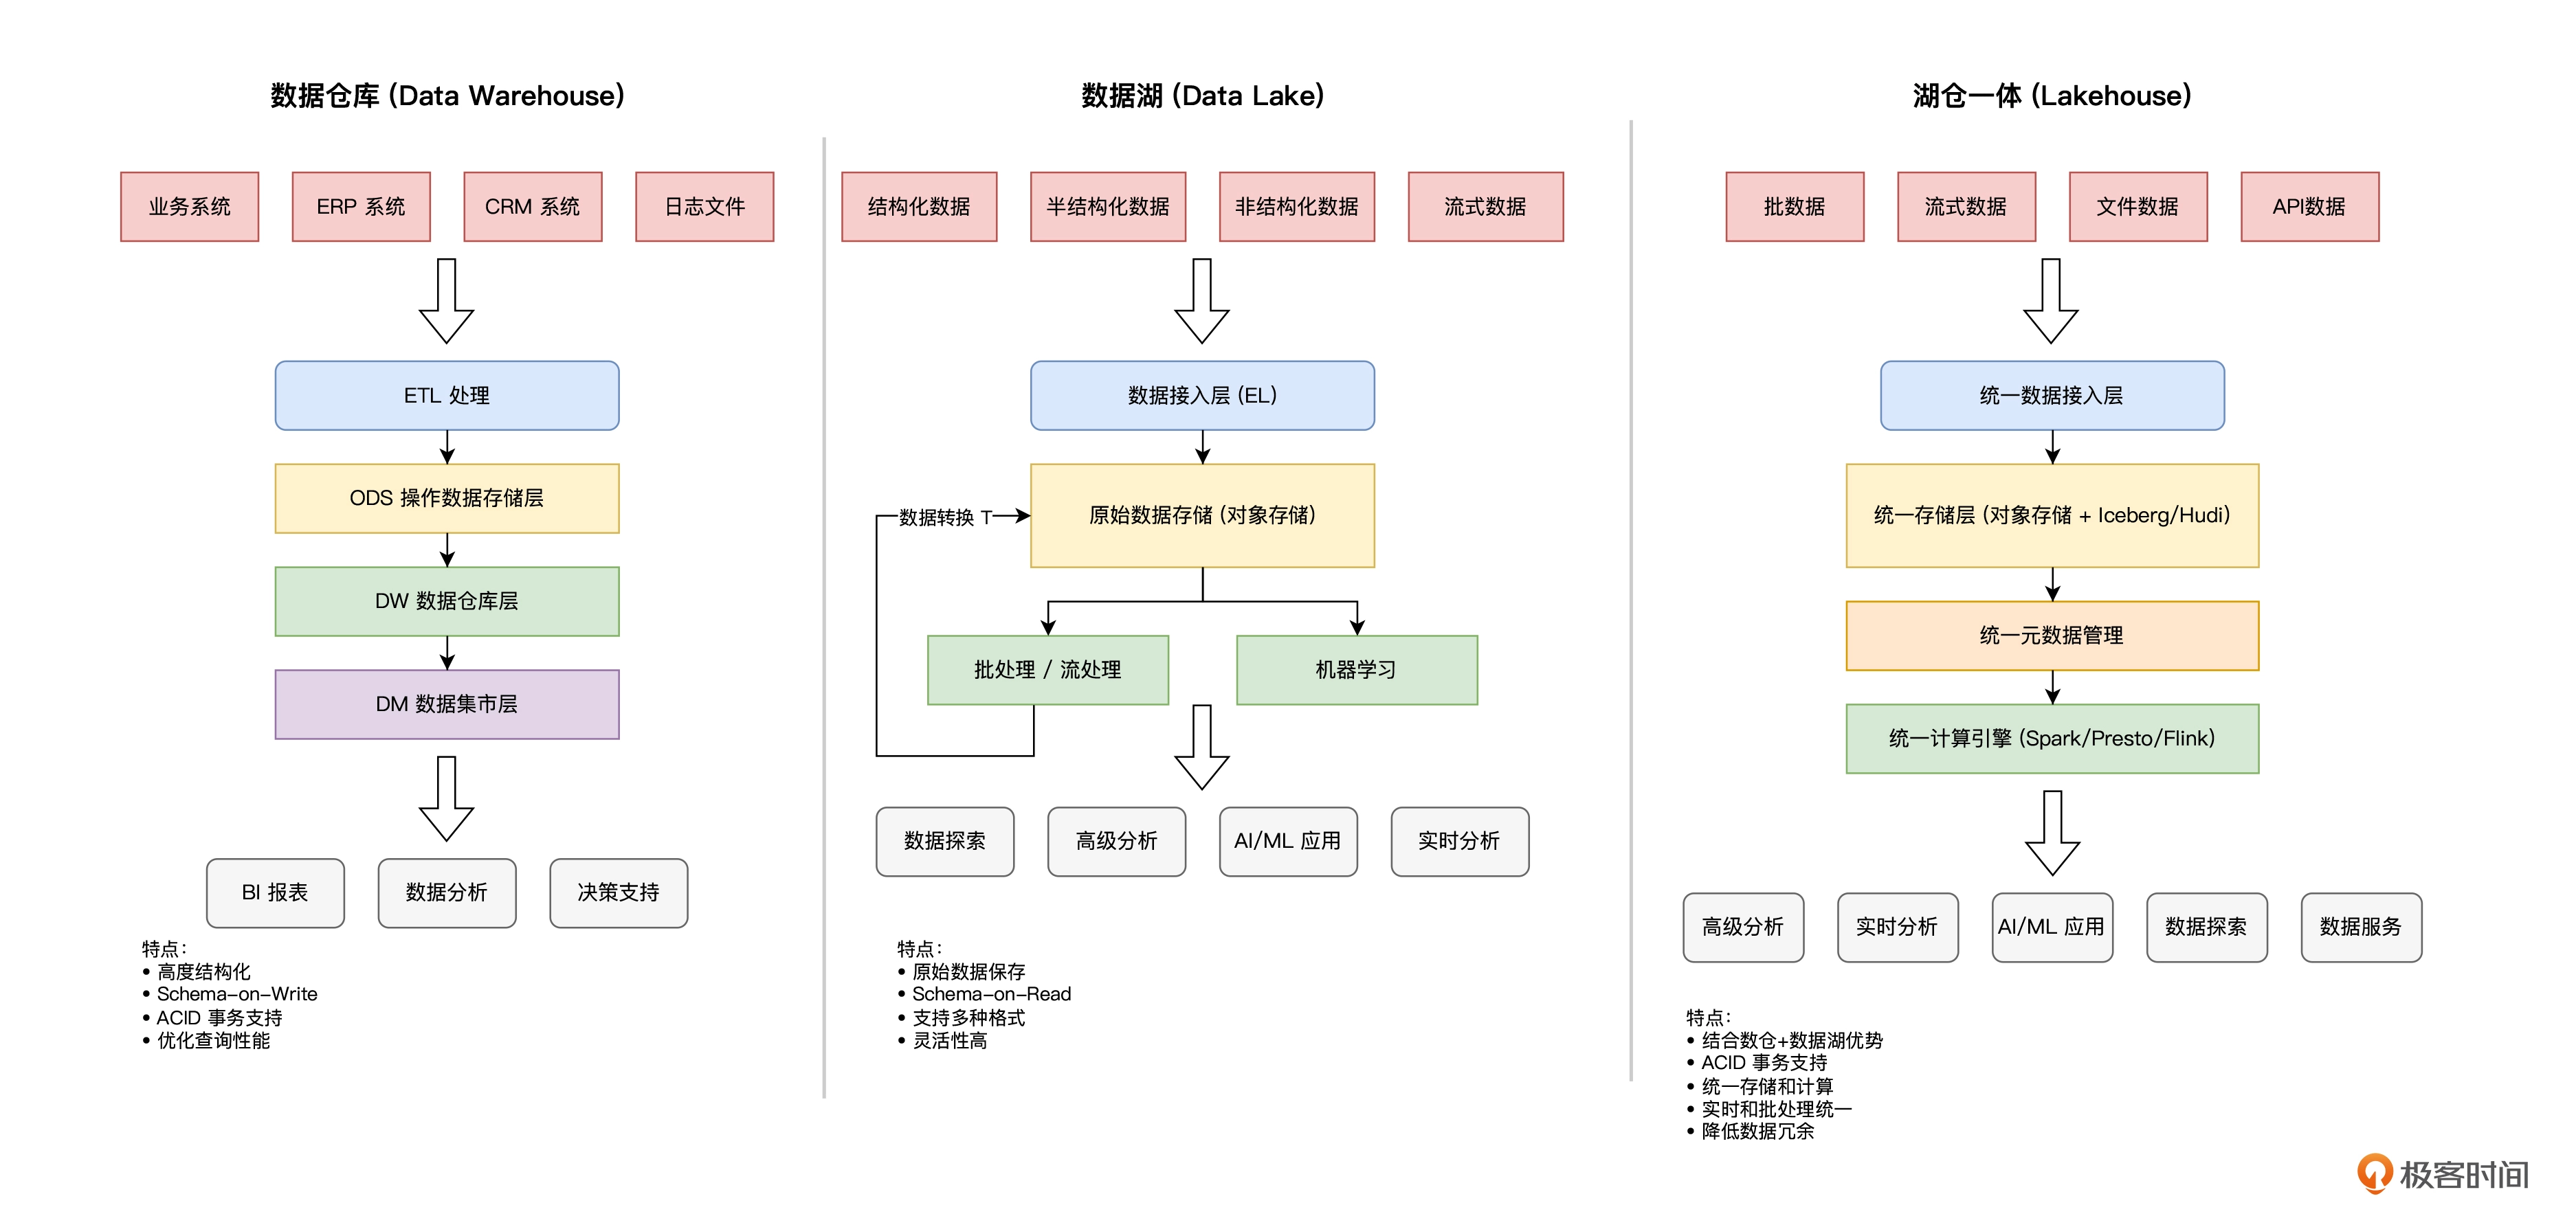 数据仓库 (Data Warehouse)
业务系统
ERP 系统
CRM 系统
日志文件
ETL 处理
ODS 操作数据存储层
DW 数据仓库层
DM 数据集市层
BI 报表
数据分析
决策支持
特点：
• 高度结构化
• Schema-on-Write
• ACID 事务支持
• 优化查询性能
数据湖 (Data Lake)
结构化数据
半结构化数据
非结构化数据
流式数据
数据接入层 (EL)
数据转换 T
原始数据存储 (对象存储)
批处理 / 流处理
机器学习
数据探索
高级分析
AI/ML 应用
实时分析
特点：
• 原始数据保存
• Schema-on-Read
• 支持多种格式
• 灵活性高
湖仓一体 (Lakehouse)
批数据
流式数据
文件数据
API数据
统一数据接入层
统一存储层 (对象存储 + Iceberg/Hudi)
统一元数据管理
统一计算引擎 (Spark/Presto/Flink)
高级分析
实时分析
AI/ML 应用
数据探索
数据服务
特点：
• 结合数仓+数据湖优势
• ACID 事务支持
• 统一存储和计算
• 实时和批处理统一
• 降低数据冗余
极客时间